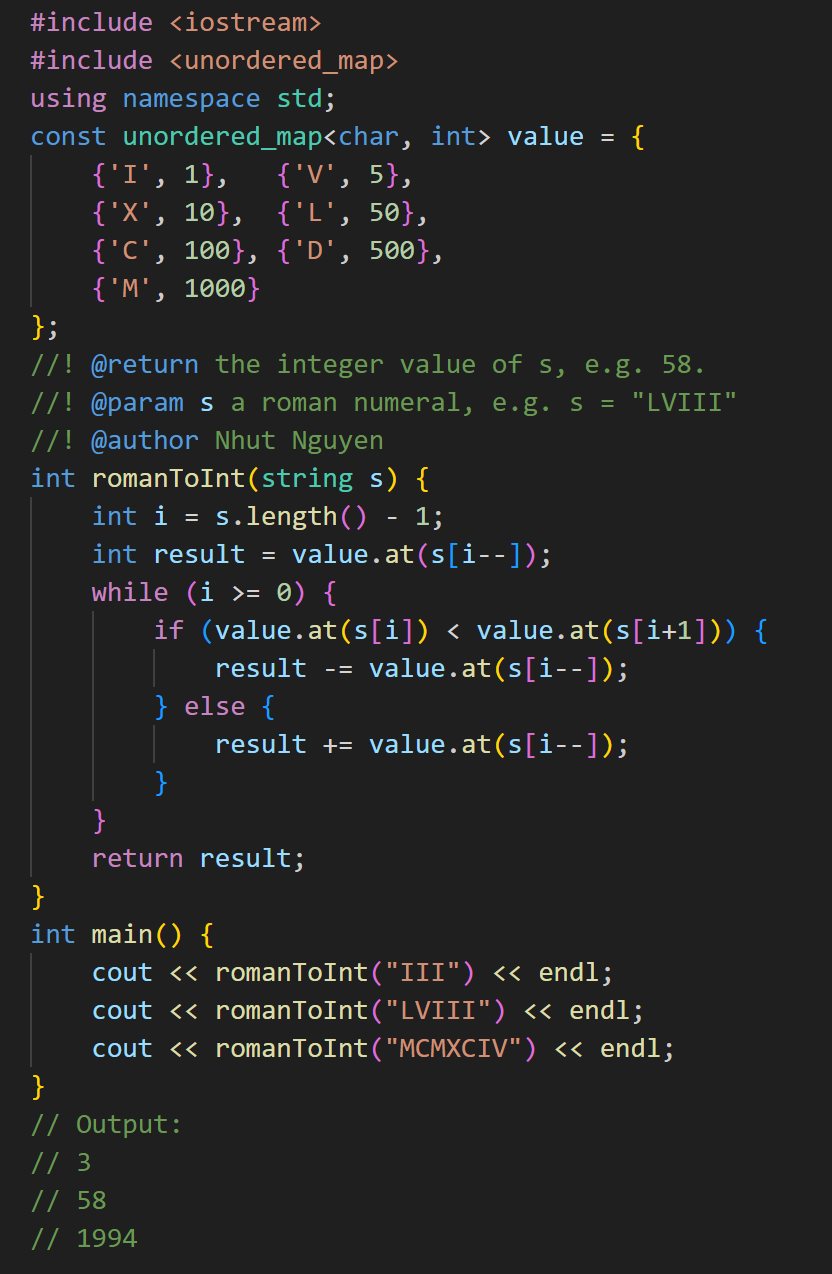 #include <iostream>
#include <unordered_map>
using namespace std;
const unordered_map<char, int> value = {
    {'I', 1},   {'V', 5},
    {'X', 10},  {'L', 50},
    {'C', 100}, {'D', 500},
    {'M', 1000}
};
//! @return the integer value of s, e.g. 58.
//! @param s a roman numeral, e.g. s = "LVIII"
//! @author Nhut Nguyen
int romanToInt(string s) {
    int i = s.length() - 1;
    int result = value.at(s[i--]);
    while (i >= 0) {
        if (value.at(s[i]) < value.at(s[i+1])) {
            result -= value.at(s[i--]);
        } else {
            result += value.at(s[i--]);
        }
    }
    return result;
}
int main() {
    cout << romanToInt("III") << endl;
    cout << romanToInt("LVIII") << endl;
    cout << romanToInt("MCMXCIV") << endl;
}
// Output:
// 3
// 58
// 1994